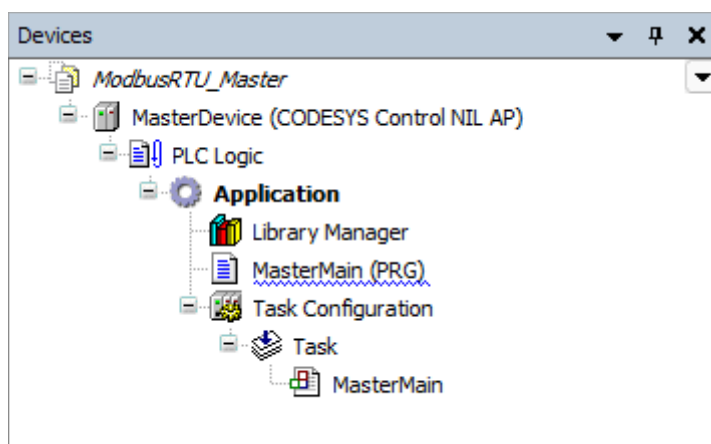 Devices
ModbusRTU_Master
MasterDevice (CODESYS Control NIL AP)
PLC Logic
Application
Library Manager
MasterMain (PRG)
Task Configuration
Task
MasterMain